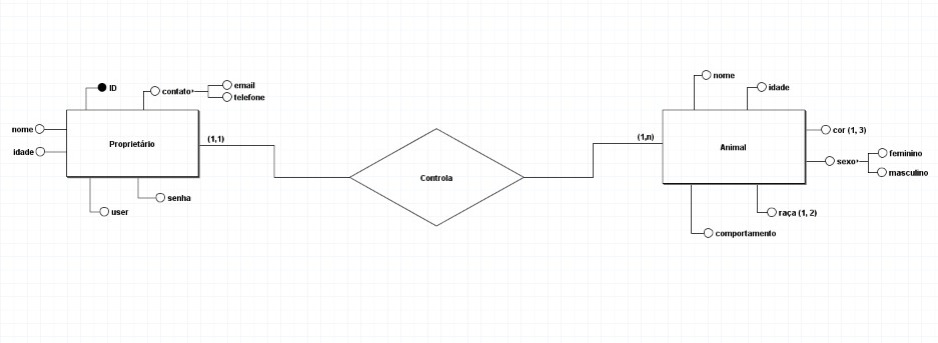 ID
contato
email
telefone
nome
idade
Proprietário
(1,1)
senha
user
Controla
(1,n)
nome
idade
Animal
cor (1, 3)
sexo
feminino
masculino
raça (1, 2)
comportamento